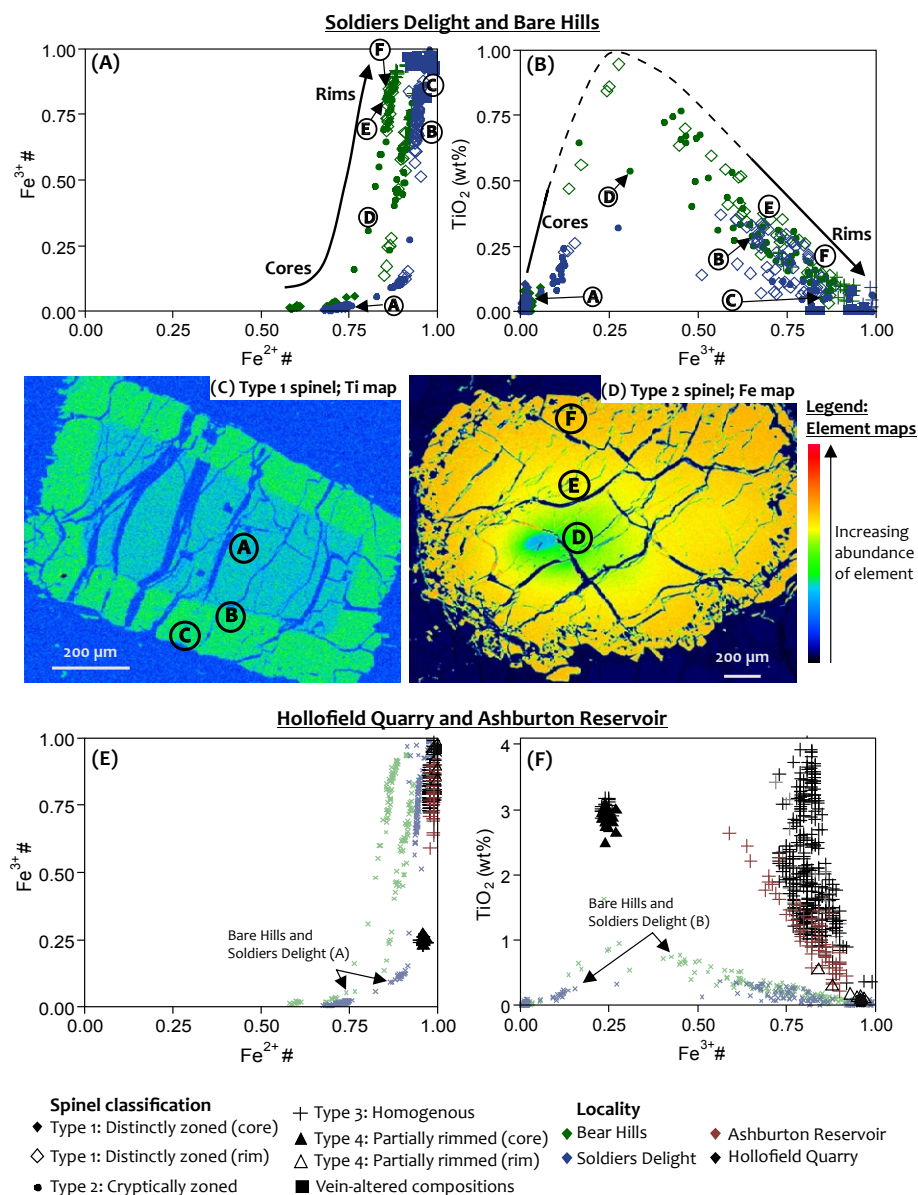 Soldiers Delight and Bare Hills
(A)
1.00
0.75
0.50
0.25
0.00
Fe³⁺#
0.00
0.25
0.50
0.75
1.00
Fe²⁺#
Rims
Cores
F
E
D
C
B
A
(B)
1.00
0.75
0.50
0.25
0.00
TiO₂ (wt%)
0.00
0.25
0.50
0.75
1.00
Fe³⁺#
Cores
Rims
D
E
B
F
C
A
(C) Type 1 spinel; Ti map
A
B
C
200 µm
(D) Type 2 spinel; Fe map
F
E
D
200 µm
Legend:
Element maps
Increasing
abundance
of element
Hollofield Quarry and Ashburton Reservoir
(E)
1.00
0.75
0.50
0.25
0.00
Fe³⁺#
0.00
0.25
0.50
0.75
1.00
Fe²⁺#
Bare Hills and
Soldiers Delight (A)
(F)
4
3
2
1
0
TiO₂ (wt%)
0.00
0.25
0.50
0.75
1.00
Fe³⁺#
Bare Hills and
Soldiers Delight (B)
Spinel classification
Type 1: Distinctly zoned (core)
Type 1: Distinctly zoned (rim)
Type 2: Cryptically zoned
Type 3: Homogenous
Type 4: Partially rimmed (core)
Type 4: Partially rimmed (rim)
Vein-altered compositions
Locality
Bear Hills
Soldiers Delight
Ashburton Reservoir
Hollofield Quarry